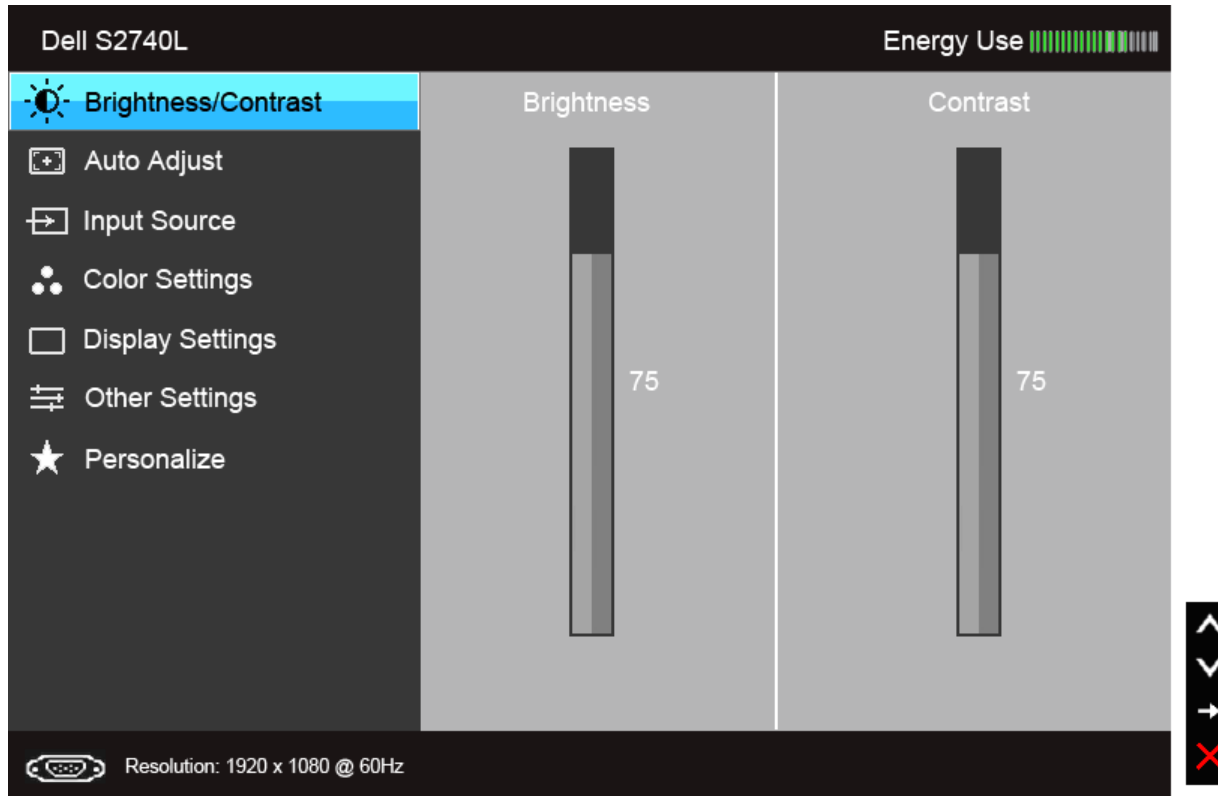 Dell S2740L
Energy Use
Brightness/Contrast
Auto Adjust
Input Source
Color Settings
Display Settings
Other Settings
Personalize
Brightness
75
Contrast
75
Resolution: 1920 x 1080 @ 60Hz